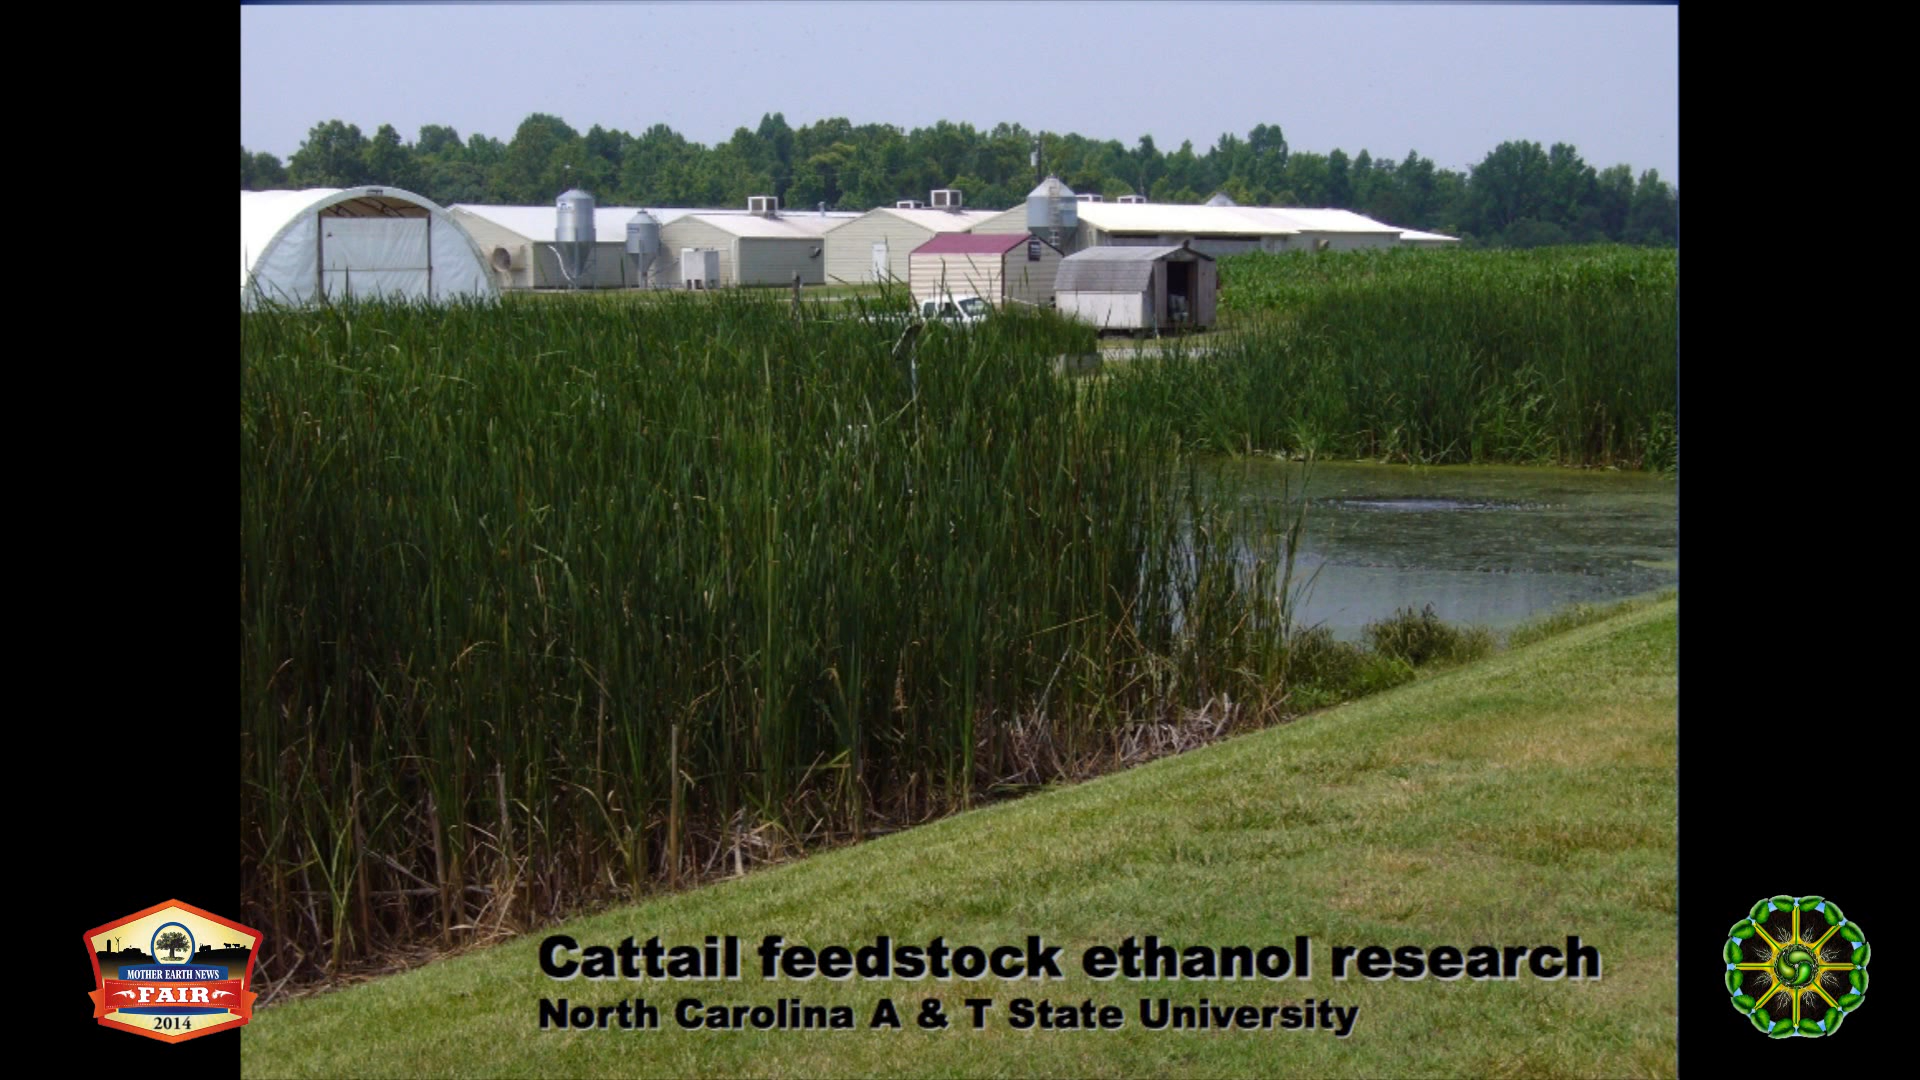 Cattail feedstock ethanol research
North Carolina A & T State University
MOTHER EARTH NEWS
FAIR
2014